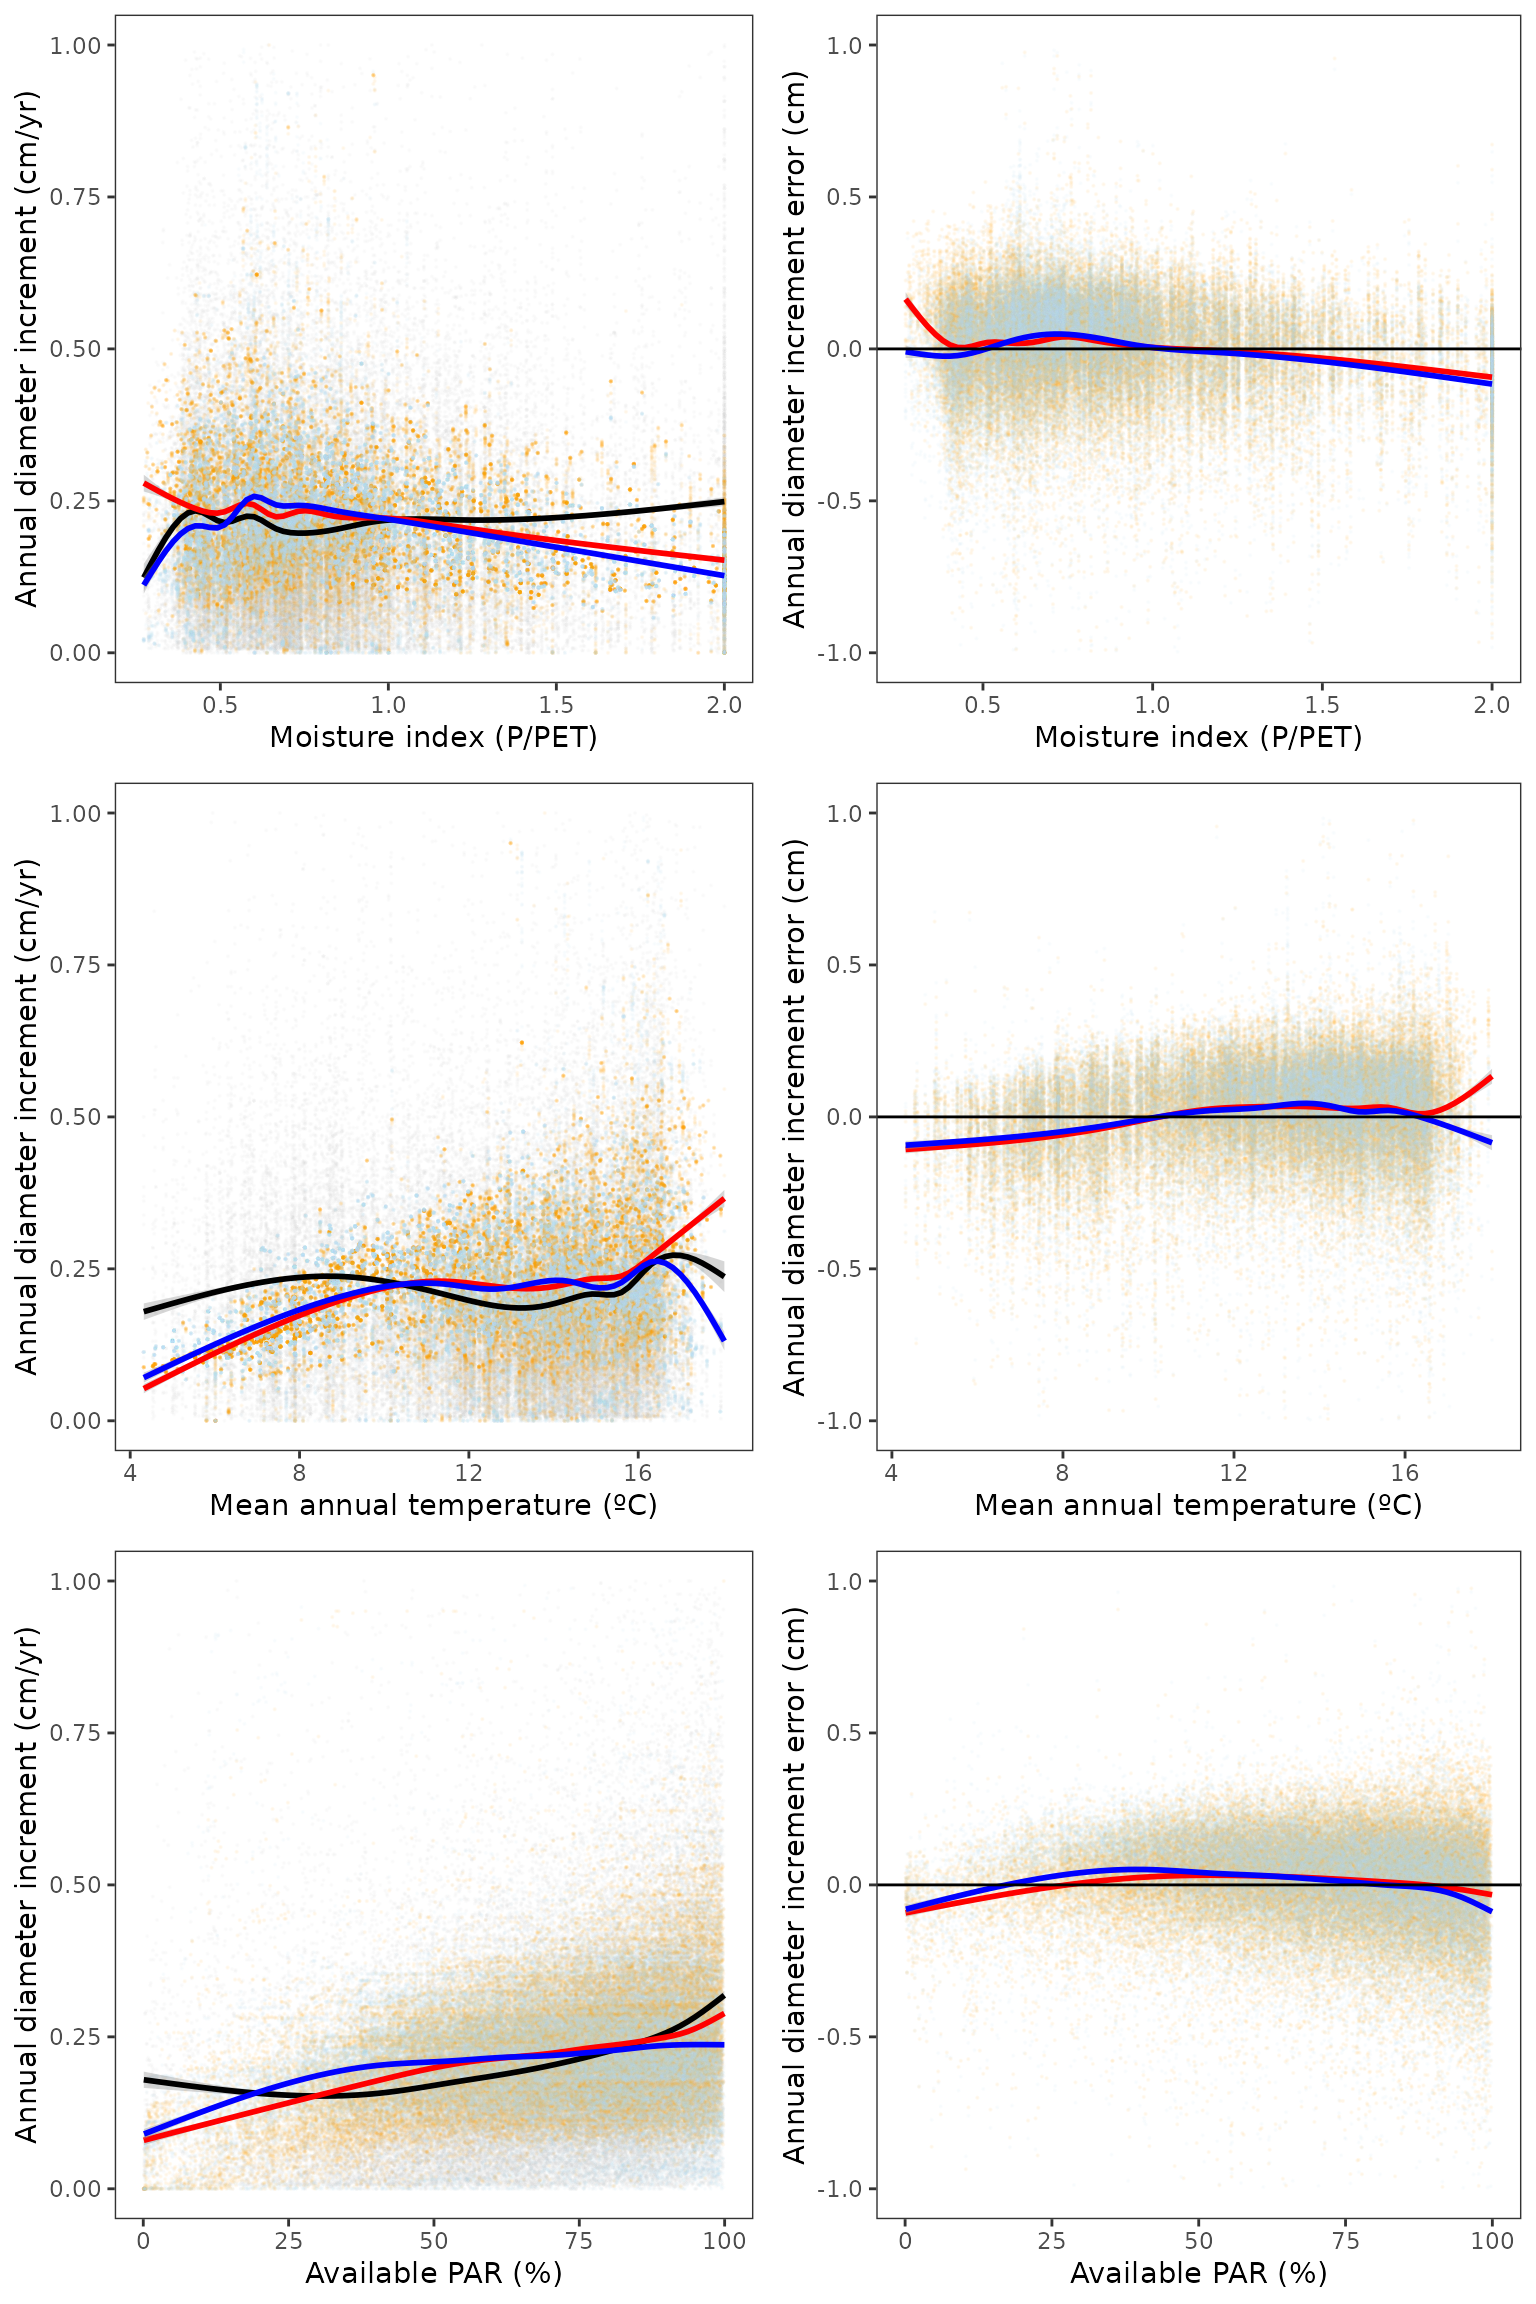 Annual diameter increment (cm/yr)
1.00
0.75
0.50
0.25
0.00
0.5 1.0 1.5 2.0
Moisture index (P/PET)
Annual diameter increment error (cm)
1.0
0.5
0.0
-0.5
-1.0
0.5 1.0 1.5 2.0
Moisture index (P/PET)
Annual diameter increment (cm/yr)
1.00
0.75
0.50
0.25
0.00
4 8 12 16
Mean annual temperature (ºC)
Annual diameter increment error (cm)
1.0
0.5
0.0
-0.5
-1.0
4 8 12 16
Mean annual temperature (ºC)
Annual diameter increment (cm/yr)
1.00
0.75
0.50
0.25
0.00
0 25 50 75 100
Available PAR (%)
Annual diameter increment error (cm)
1.0
0.5
0.0
-0.5
-1.0
0 25 50 75 100
Available PAR (%)